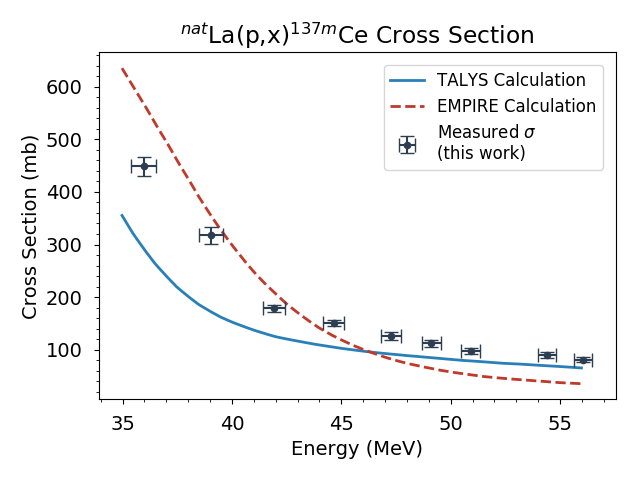 natLa(p,x)137mCe Cross Section
TALYS Calculation
EMPIRE Calculation
Measured σ
(this work)
Cross Section (mb)
600
500
400
300
200
100
35 40 45 50 55
Energy (MeV)